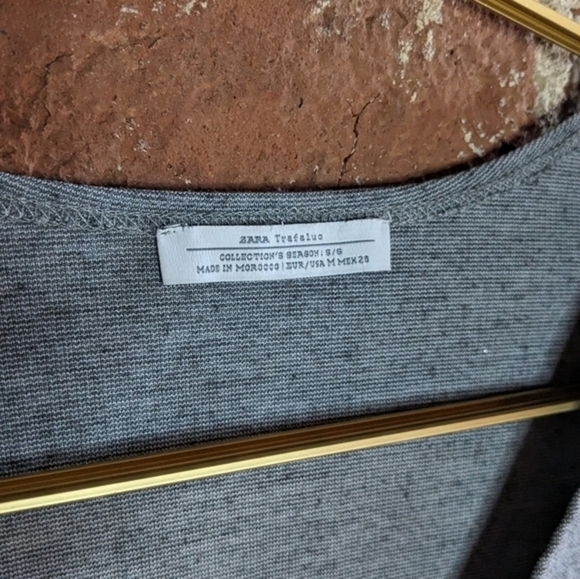 ZARA Trafaluc
COLLECTION'S SEASON: S/S
MADE IN MOROCCO | EUR/USA M MEX 28